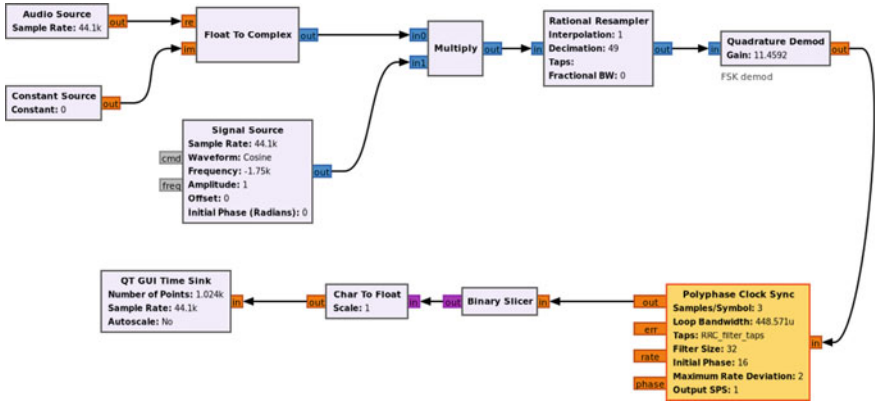 Audio Source
Sample Rate: 44.1k
out
Constant Source
Constant: 0
out
re
im
Float To Complex
out
Signal Source
Sample Rate: 44.1k
Waveform: Cosine
Frequency: -1.75k
Amplitude: 1
Offset: 0
Initial Phase (Radians): 0
cmd
freq
out
in0
in1
Multiply
out
in
Rational Resampler
Interpolation: 1
Decimation: 49
Taps:
Fractional BW: 0
out
in
Quadrature Demod
Gain: 11.4592
out
FSK demod
QT GUI Time Sink
Number of Points: 1.024k
Sample Rate: 44.1k
Autoscale: No
in
out
Char To Float
Scale: 1
in
out
Binary Slicer
in
out
err
rate
phase
Polyphase Clock Sync
Samples/Symbol: 3
Loop Bandwidth: 448.571u
Taps: RRC_filter_taps
Filter Size: 32
Initial Phase: 16
Maximum Rate Deviation: 2
Output SPS: 1
in